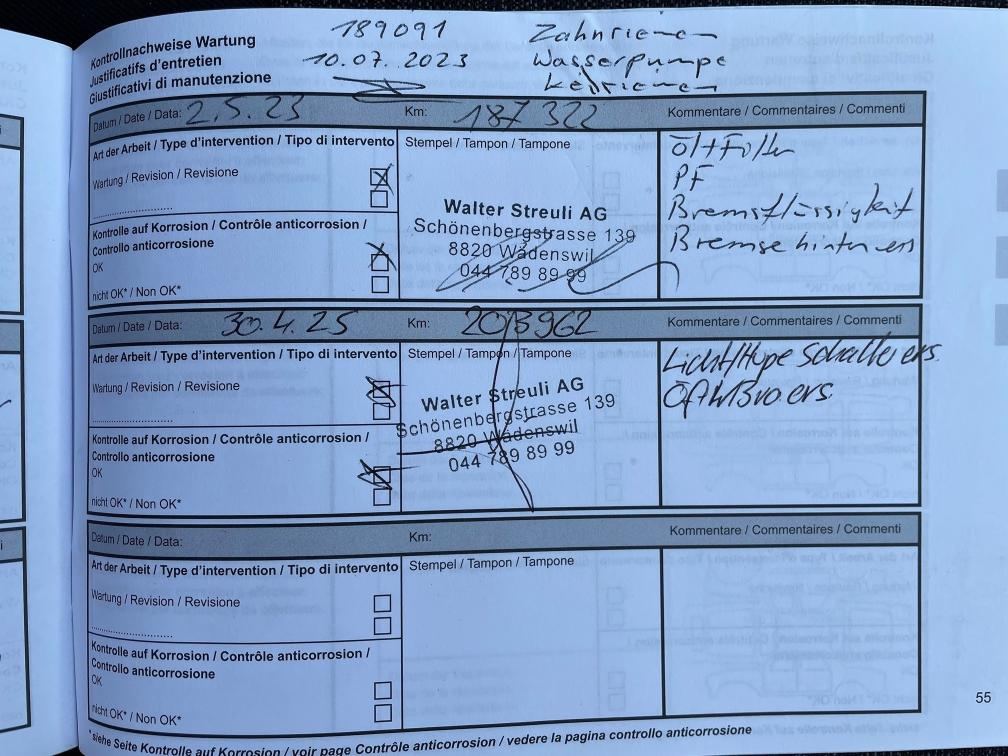 189091 Zahnriemen
Kontrollnachweise Wartung
Justificatifs d'entretien
Giustificativi di manutenzione
10.07.2023 Wasserpumpe
Keilriemen
Datum / Date / Data: 2.5.23 Km: 187 322 Kommentare / Commentaires / Commenti
Art der Arbeit / Type d'intervention / Tipo di intervento Stempel / Tampon / Tampone
Öl+Filter
Wartung / Revision / Revisione
PF
Walter Streuli AG
Bremsflüssigkeit
Schönenbergstrasse 139
Kontrolle auf Korrosion / Contrôle anticorrosion /
Controllo anticorrosione
8820 Wädenswil
Bremse hinten ers
OK
044 789 89 99
nicht OK* / Non OK*
Datum / Date / Data: 30.4.25 Km: Kommentare / Commentaires / Commenti
Art der Arbeit / Type d'intervention / Tipo di intervento Stempel / Tampon / Tampone
Licht/Hupe Schalter ers.
Wartung / Revision / Revisione
Walter Streuli AG
ers.
Schönenbergstrasse 139
Kontrolle auf Korrosion / Contrôle anticorrosion /
Controllo anticorrosione
8820 Wädenswil
OK
044 789 89 99
nicht OK* / Non OK*
Datum / Date / Data: Km: Kommentare / Commentaires / Commenti
Art der Arbeit / Type d'intervention / Tipo di intervento Stempel / Tampon / Tampone
Wartung / Revision / Revisione
Kontrolle auf Korrosion / Contrôle anticorrosion /
Controllo anticorrosione
OK
nicht OK* / Non OK*
55
*siehe Seite Kontrolle auf Korrosion / voir page Contrôle anticorrosion / vedere la pagina controllo anticorrosione